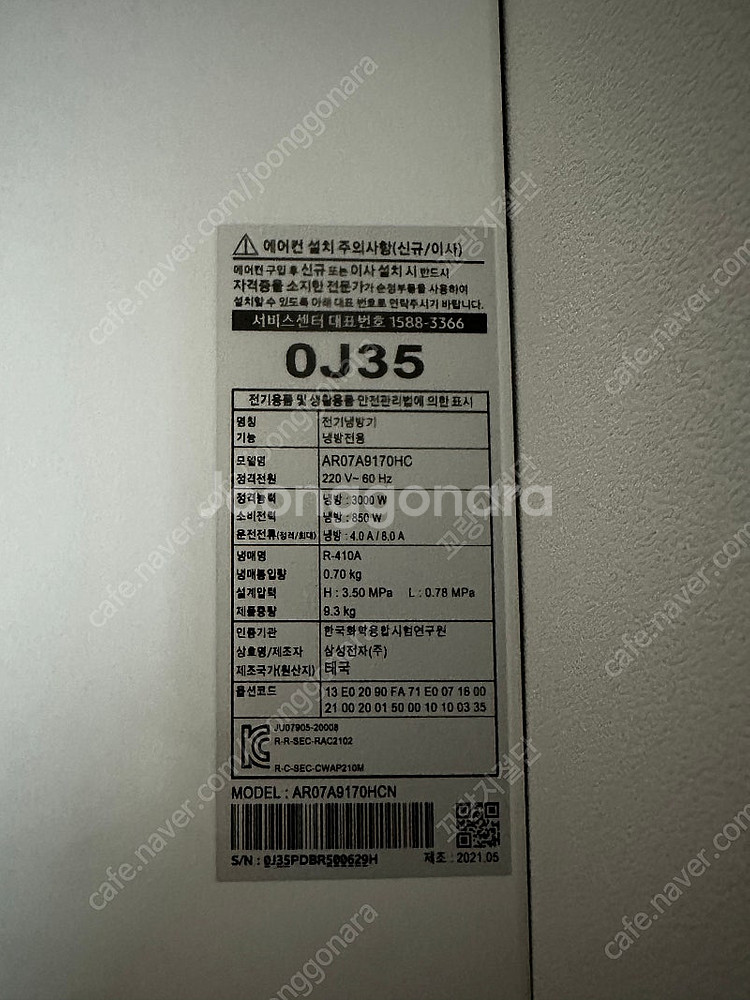 에어컨 설치 주의사항(신규/이사)
에어컨 구입 후 신규 또는 이사 설치 시 반드시
자격증을 소지한 전문가가 순정부품을 사용하여
설치할 수 있도록 아래 대표 번호로 연락주시기 바랍니다.
서비스센터 대표번호 1588-3366
0J35
전기용품 및 생활용품 안전관리법에 의한 표시
명칭 전기냉방기
기능 냉방전용
모델명 AR07A9170HC
정격전원 220 V~ 60 Hz
정격능력 냉방 : 3000 W
소비전력 냉방 : 850 W
운전전류(정격/최대) 냉방 : 4.0 A / 8.0 A
냉매명 R-410A
냉매봉입량 0.70 kg
설계압력 H : 3.50 MPa L : 0.78 MPa
제품중량 9.3 kg
인증기관 한국화학융합시험연구원
상호명/제조자 삼성전자(주)
제조국가(원산지) 태국
옵션코드 13 E0 20 90 FA 71 E0 07 16 00
21 00 20 01 50 00 10 10 03 35
JU07905-20008
R-R-SEC-RAC2102
R-C-SEC-CWAP210M
MODEL : AR07A9170HCN
S/N : 0J35PDBR500629H 제조 : 2021.05
Joonggonara
cafe.naver.com/joonggonara